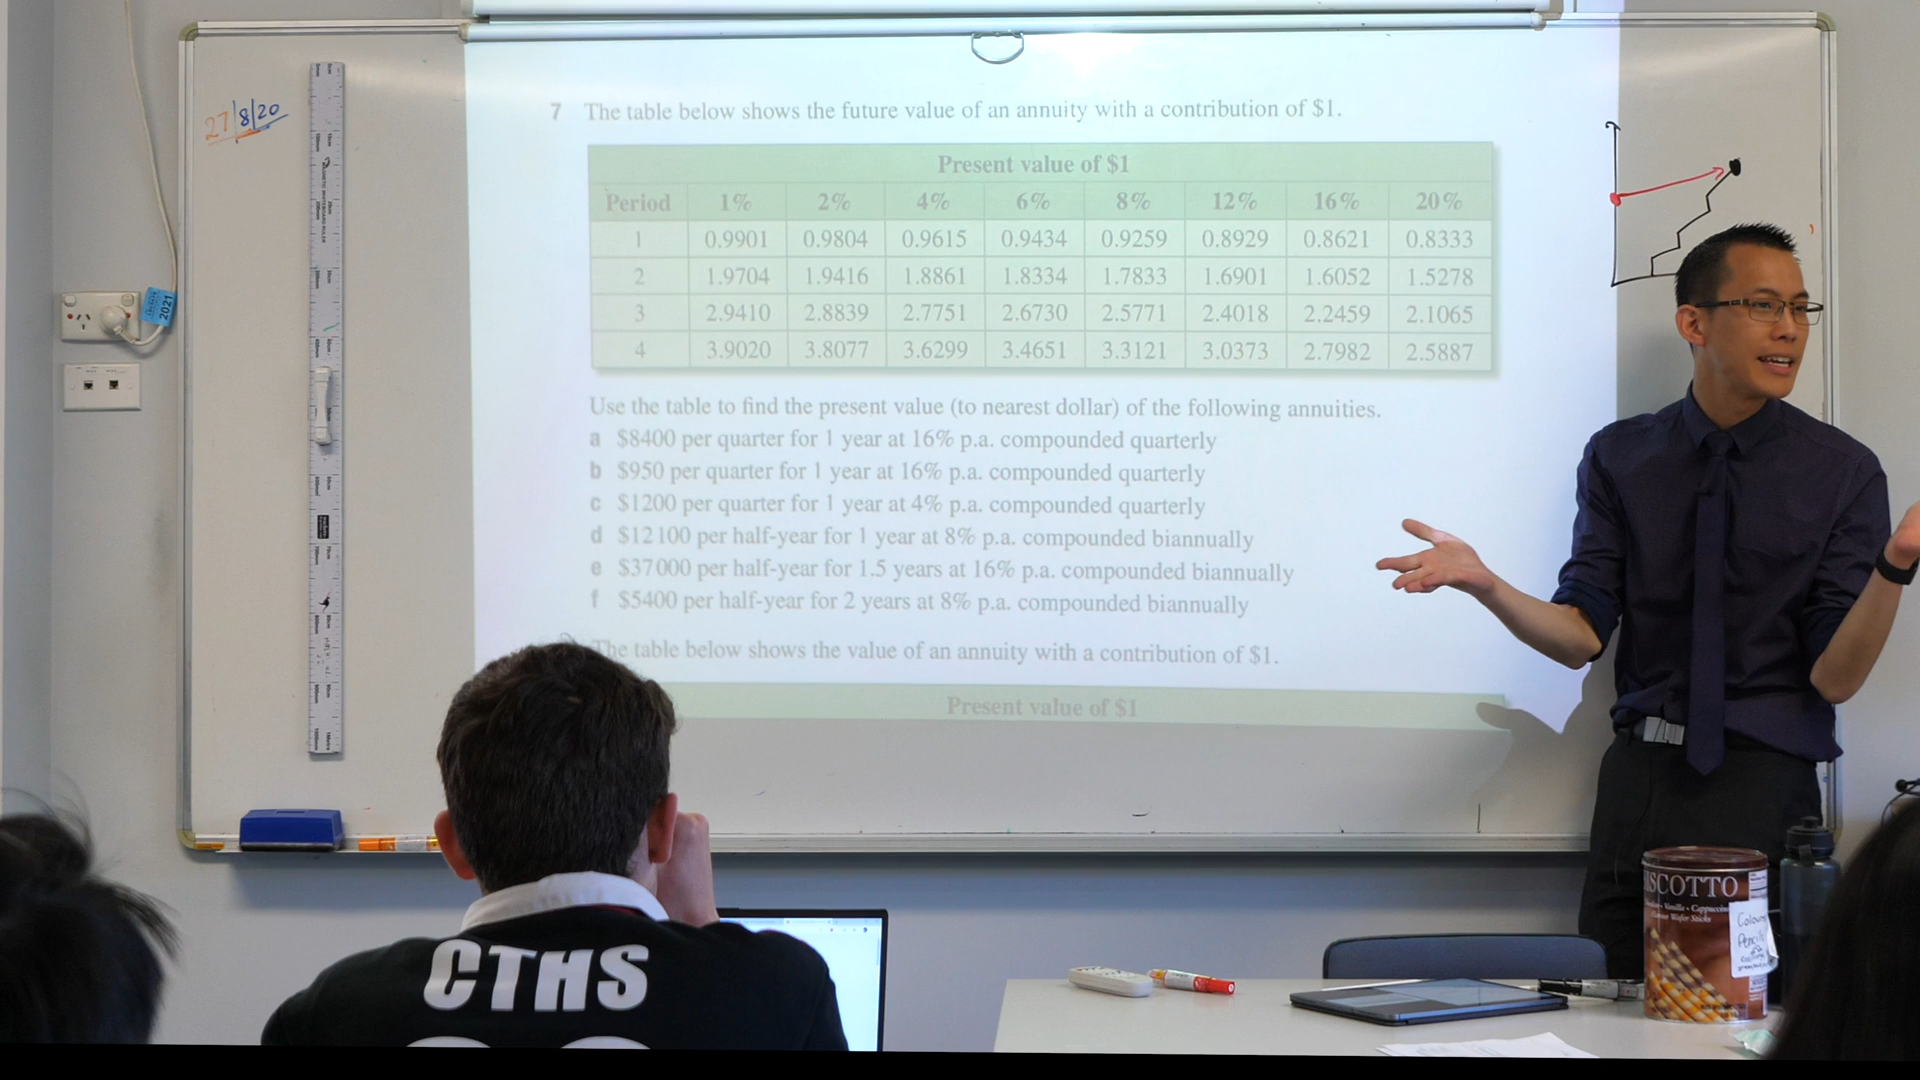 27/8/20
7 The table below shows the future value of an annuity with a contribution of $1.
Present value of $1
Period 1% 2% 4% 6% 8% 12% 16% 20%
1 0.9901 0.9804 0.9615 0.9434 0.9259 0.8929 0.8621 0.8333
2 1.9704 1.9416 1.8861 1.8334 1.7833 1.6901 1.6052 1.5278
3 2.9410 2.8839 2.7751 2.6730 2.5771 2.4018 2.2459 2.1065
4 3.9020 3.8077 3.6299 3.4651 3.3121 3.0373 2.7982 2.5887
Use the table to find the present value (to nearest dollar) of the following annuities.
a $8400 per quarter for 1 year at 16% p.a. compounded quarterly
b $950 per quarter for 1 year at 16% p.a. compounded quarterly
c $1200 per quarter for 1 year at 4% p.a. compounded quarterly
d $12100 per half-year for 1 year at 8% p.a. compounded biannually
e $37000 per half-year for 1.5 years at 16% p.a. compounded biannually
f $5400 per half-year for 2 years at 8% p.a. compounded biannually
The table below shows the value of an annuity with a contribution of $1.
Present value of $1
2021
CTHS
SCOTTO
Vanilla • Cappuccino
Wafer Sticks